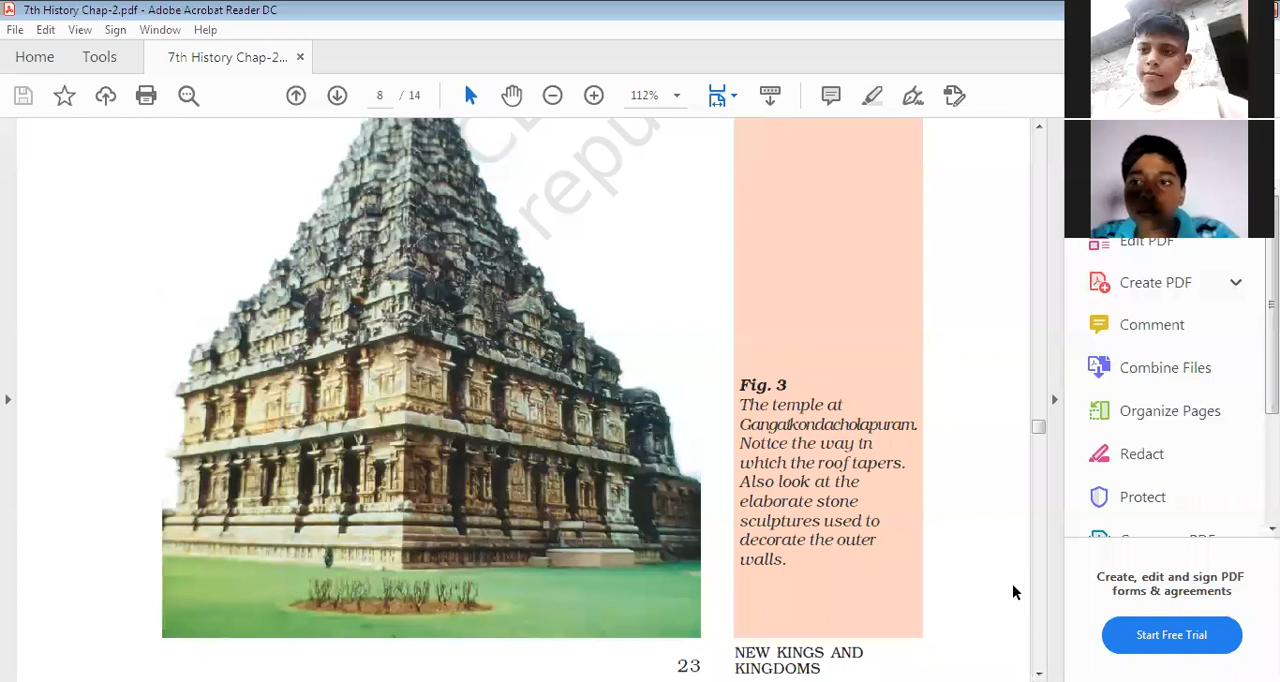 7th History Chap-2.pdf - Adobe Acrobat Reader DC
File Edit View Sign Window Help
Home Tools 7th History Chap-2... ×
8 / 14 112%
repu
Fig. 3
The temple at
Gangaikondacholapuram.
Notice the way in
which the roof tapers.
Also look at the
elaborate stone
sculptures used to
decorate the outer
walls.
23
NEW KINGS AND
KINGDOMS
Edit PDF
Create PDF
Comment
Combine Files
Organize Pages
Redact
Protect
Create, edit and sign PDF
forms & agreements
Start Free Trial